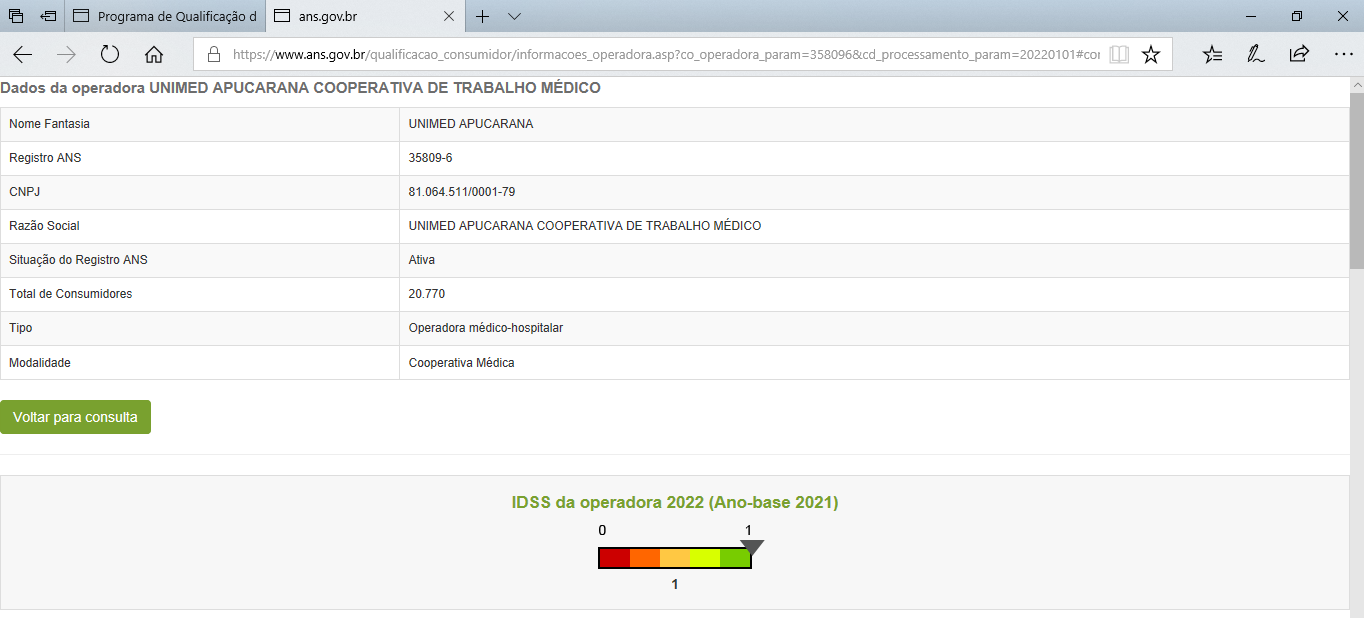 Programa de Qualificação d
ans.gov.br
https://www.ans.gov.br/qualificacao_consumidor/informacoes_operadora.asp?co_operadora_param=358096&cd_processamento_param=20220101#cor
Dados da operadora UNIMED APUCARANA COOPERATIVA DE TRABALHO MÉDICO
Nome Fantasia UNIMED APUCARANA
Registro ANS 35809-6
CNPJ 81.064.511/0001-79
Razão Social UNIMED APUCARANA COOPERATIVA DE TRABALHO MÉDICO
Situação do Registro ANS Ativa
Total de Consumidores 20.770
Tipo Operadora médico-hospitalar
Modalidade Cooperativa Médica
Voltar para consulta
IDSS da operadora 2022 (Ano-base 2021)
0 1
1